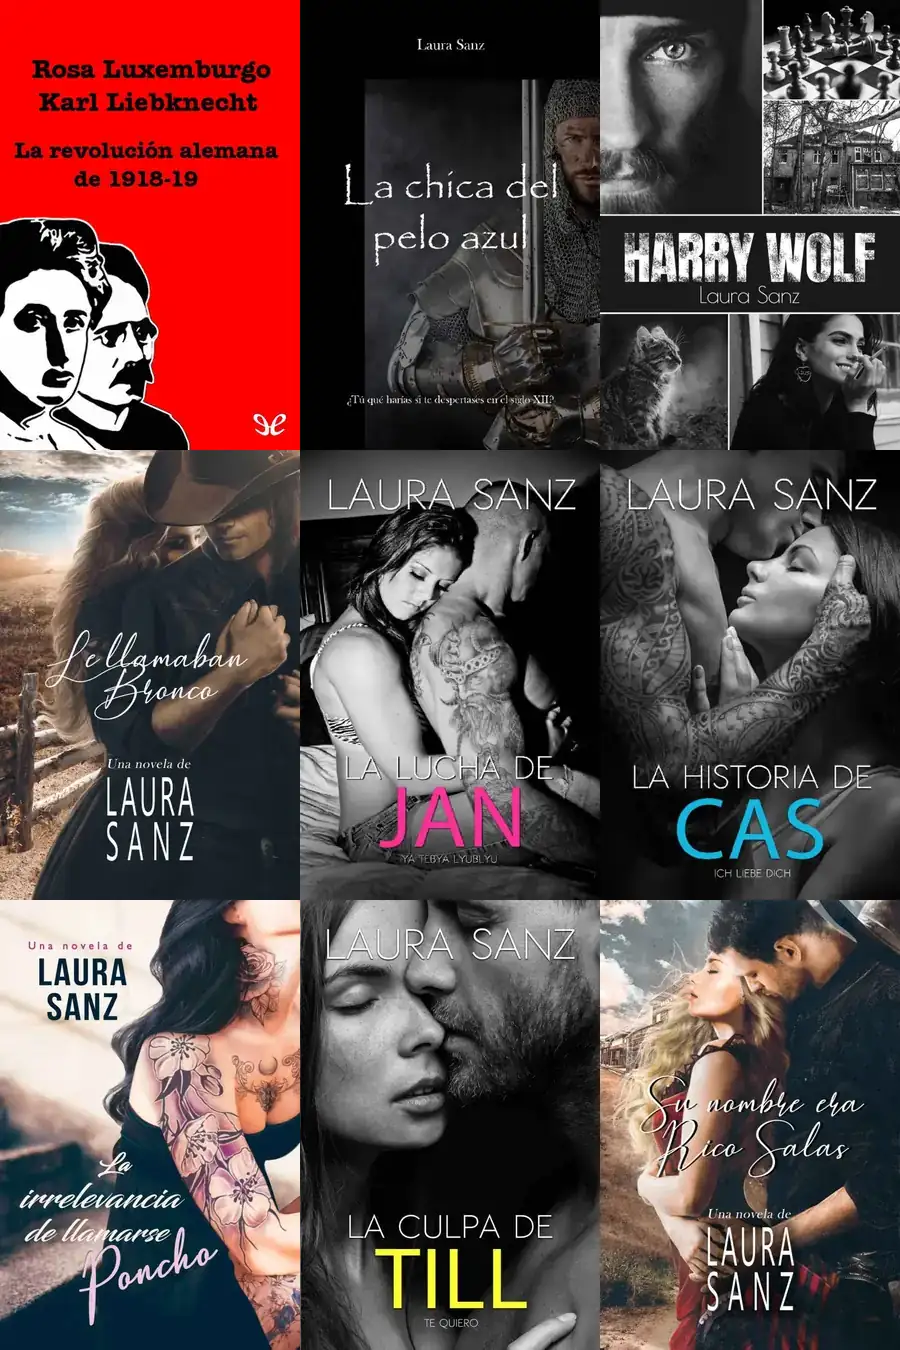 Rosa Luxemburgo
Karl Liebknecht
La revolución alemana
de 1918-19
Laura Sanz
La chica del
pelo azul
¿Tú qué harías si te despertases en el siglo XII?
HARRY WOLF
Laura Sanz
Le llamaban
Bronco
Una novela de
LAURA
SANZ
LAURA SANZ
LA LUCHA DE
JAN
YA TEBYA LYUBLYU
LAURA SANZ
LA HISTORIA DE
CAS
ICH LIEBE DICH
Una novela de
LAURA
SANZ
La
irrelevancia
de llamarse
Poncho
LAURA SANZ
LA CULPA DE
TILL
TE QUIERO
Su nombre era
Rico Salas
Una novela de
LAURA
SANZ